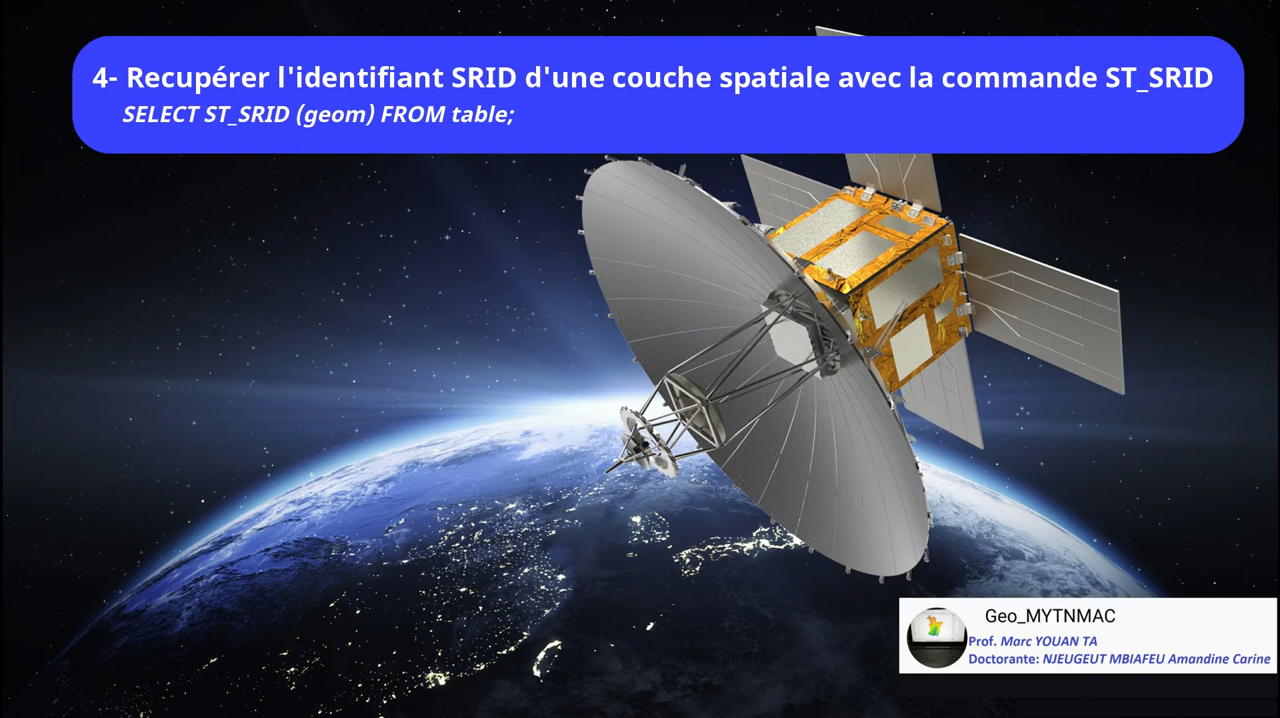 4- Recupérer l'identifiant SRID d'une couche spatiale avec la commande ST_SRID
SELECT ST_SRID (geom) FROM table;
Geo_MYTNMAC
Prof. Marc YOUAN TA
Doctorante: NJEUGEUT MBIAFEU Amandine Carine